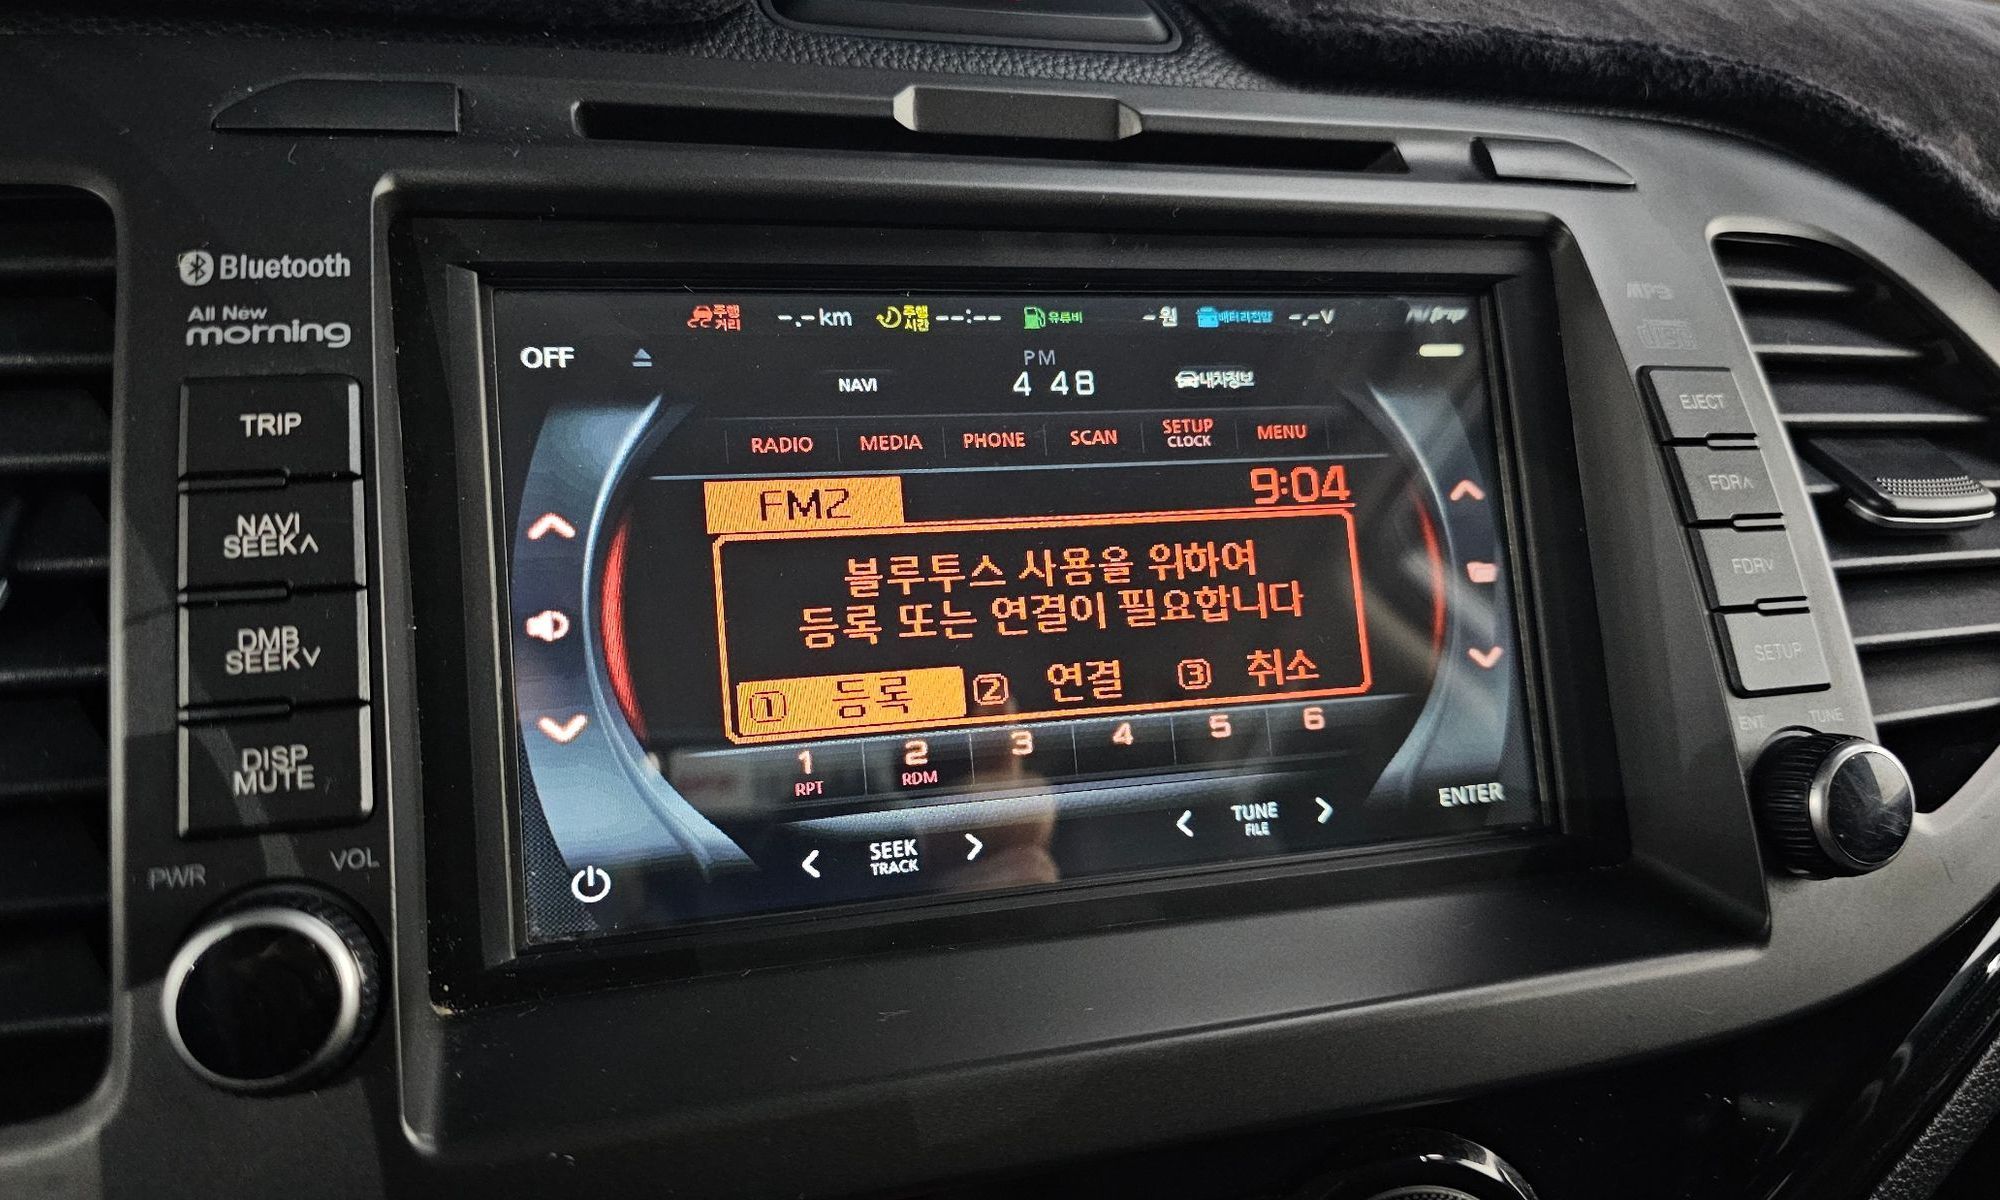 Bluetooth
All New
morning
TRIP
NAVI
SEEK∧
DMB
SEEK∨
DISP
MUTE
PWR
VOL
주행
거리
-.-km
주행
시간
--:--
유류비
-원
배터리전압
-.-V
OFF
NAVI
PM
4 48
내차정보
RADIO
MEDIA
PHONE
SCAN
SETUP
CLOCK
MENU
FM2
9:04
블루투스 사용을 위하여
등록 또는 연결이 필요합니다
1 등록
2 연결
3 취소
1
RPT
2
RDM
3
4
5
6
< SEEK >
TRACK
< TUNE >
FILE
ENTER
MP3
disc
EJECT
FDR∧
FDR∨
SETUP
ENT
TUNE